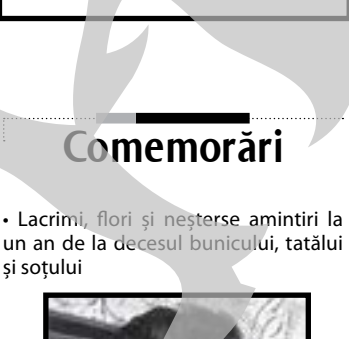 Comemorări
• Lacrimi, flori și neșterse amintiri la
un an de la decesul bunicului, tatălui
și soțului